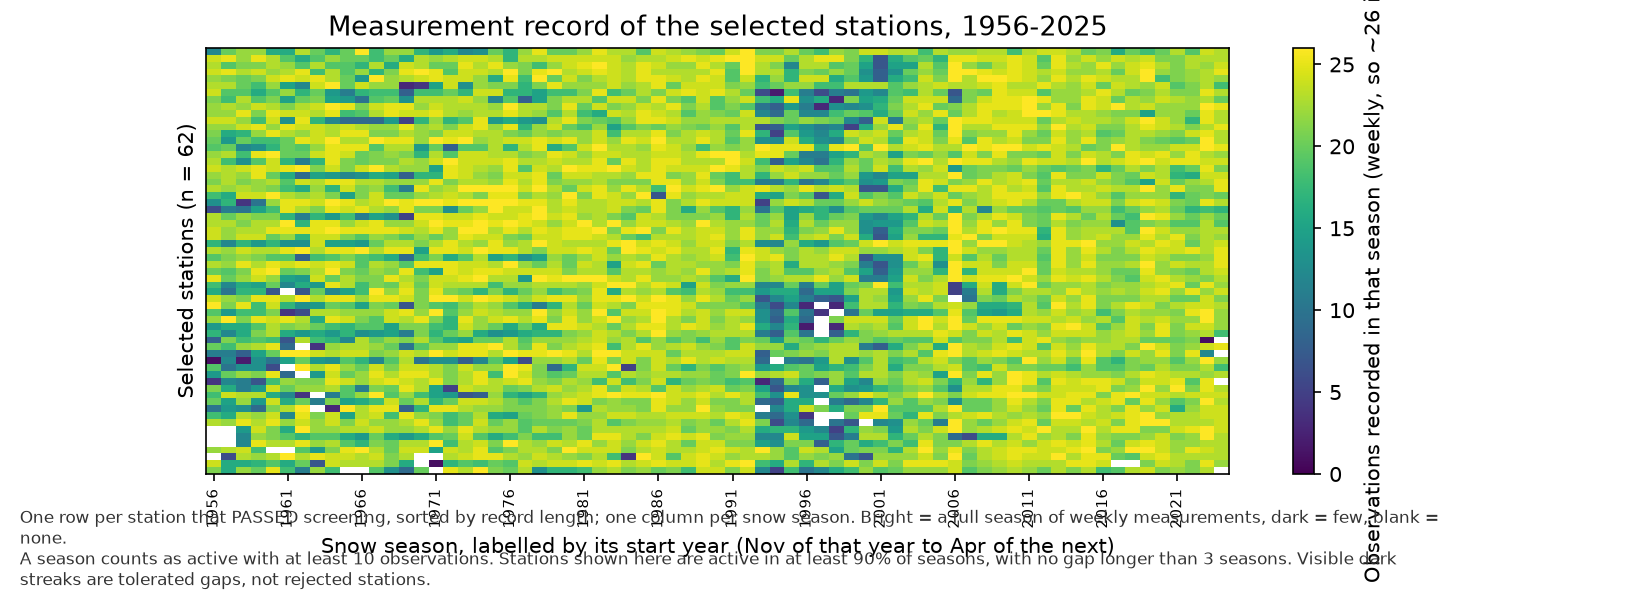 Measurement record of the selected stations, 1956-2025
Selected stations (n = 62)
25
20
15
10
5
0
Observations recorded in that season (weekly, so ~26 i
1956 1961 1966 1971 1976 1981 1986 1991 1996 2001 2006 2011 2016 2021
Snow season, labelled by its start year (Nov of that year to Apr of the next)
One row per station that PASSED screening, sorted by record length; one column per snow season. Bright = a full season of weekly measurements, dark = few, blank =
none.
A season counts as active with at least 10 observations. Stations shown here are active in at least 90% of seasons, with no gap longer than 3 seasons. Visible dark
streaks are tolerated gaps, not rejected stations.